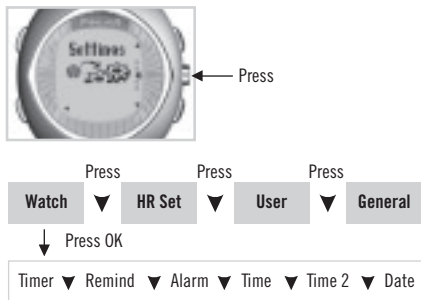 Settings
Press
Press Press Press
Watch HR Set User General
Press OK
Timer Remind Alarm Time Time 2 Date